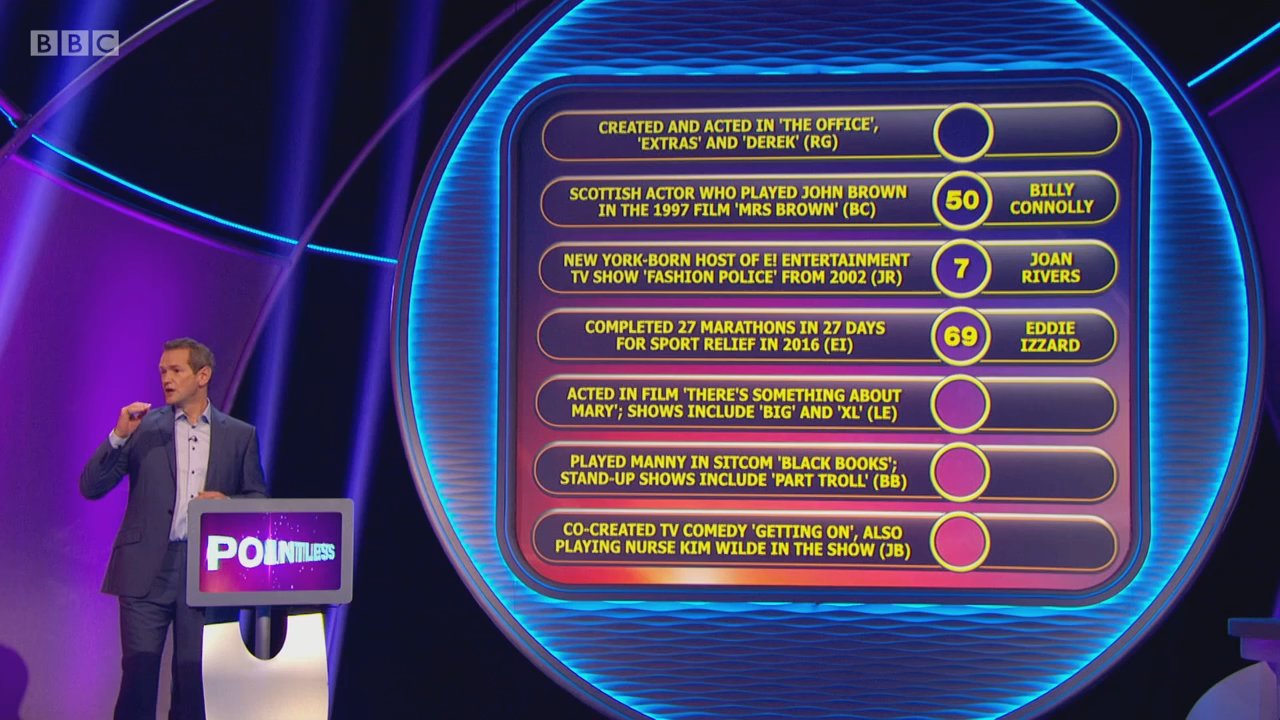 BBC
CREATED AND ACTED IN 'THE OFFICE',
'EXTRAS' AND 'DEREK' (RG)
SCOTTISH ACTOR WHO PLAYED JOHN BROWN
IN THE 1997 FILM 'MRS BROWN' (BC)
50
BILLY
CONNOLLY
NEW YORK-BORN HOST OF E! ENTERTAINMENT
TV SHOW 'FASHION POLICE' FROM 2002 (JR)
7
JOAN
RIVERS
COMPLETED 27 MARATHONS IN 27 DAYS
FOR SPORT RELIEF IN 2016 (EI)
69
EDDIE
IZZARD
ACTED IN FILM 'THERE'S SOMETHING ABOUT
MARY'; SHOWS INCLUDE 'BIG' AND 'XL' (LE)
PLAYED MANNY IN SITCOM 'BLACK BOOKS';
STAND-UP SHOWS INCLUDE 'PART TROLL' (BB)
CO-CREATED TV COMEDY 'GETTING ON', ALSO
PLAYING NURSE KIM WILDE IN THE SHOW (JB)
POINTLESS